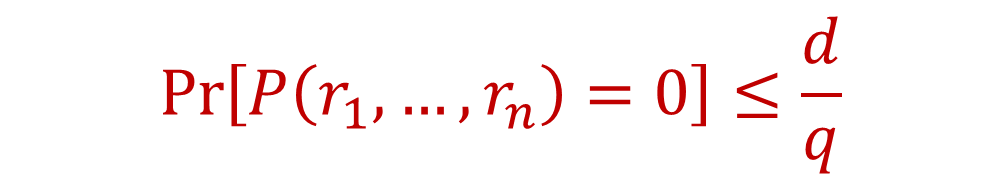 Pr[P(r₁, …, rₙ) = 0] ≤ d/q